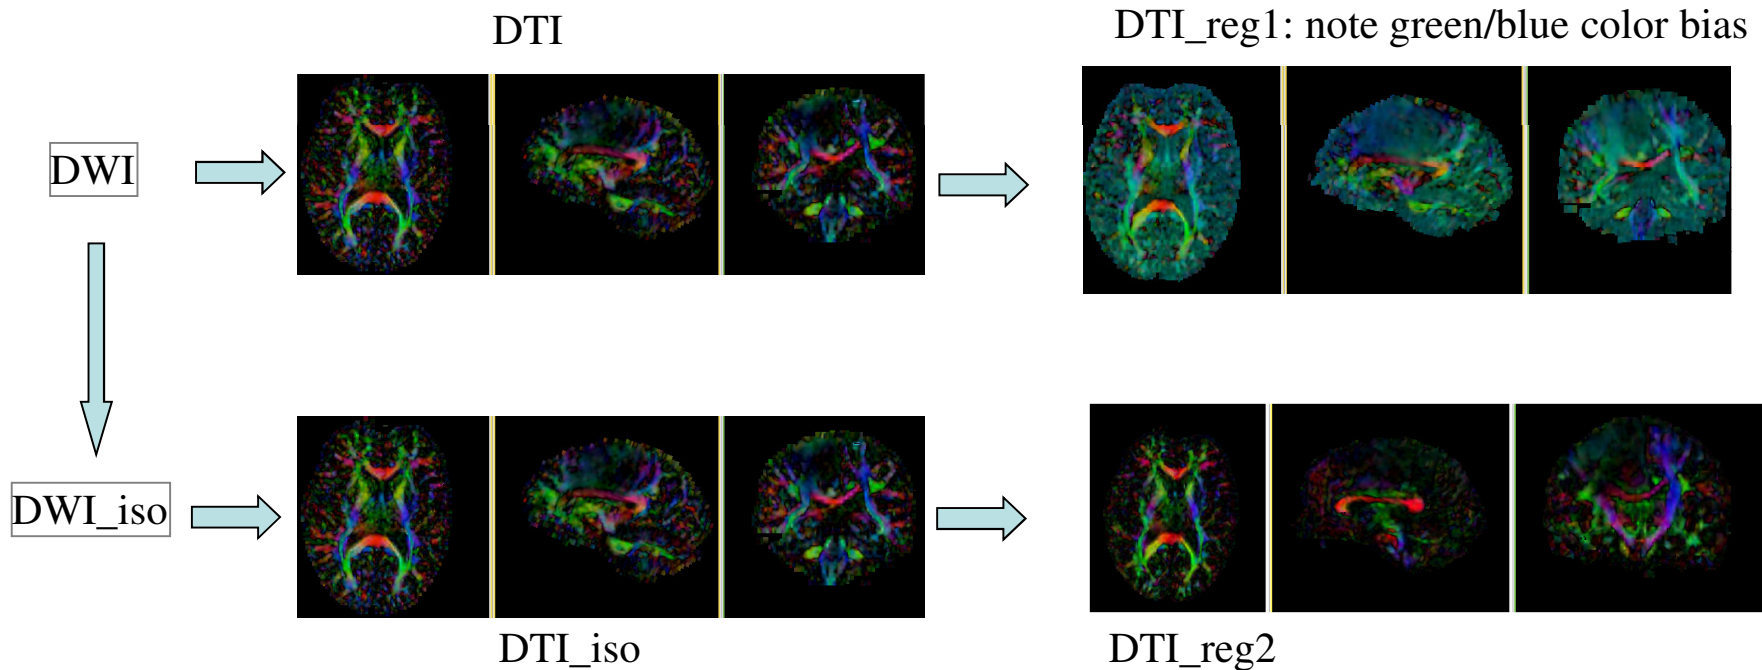 DTI
DTI_reg1: note green/blue color bias
DWI
DWI_iso
DTI_iso
DTI_reg2